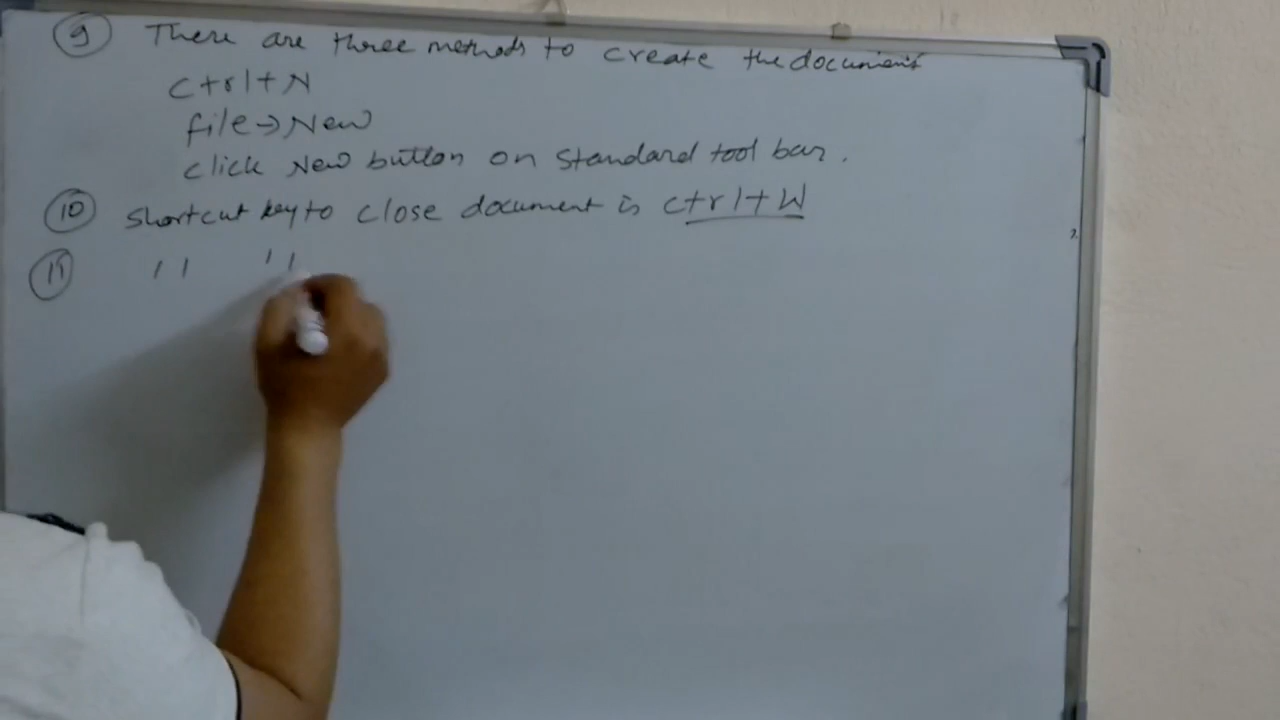 9 There are three methods to create the document
ctrl+N
file→New
click New button on standard tool bar.
10 shortcut key to close document is ctrl+W
11 " "